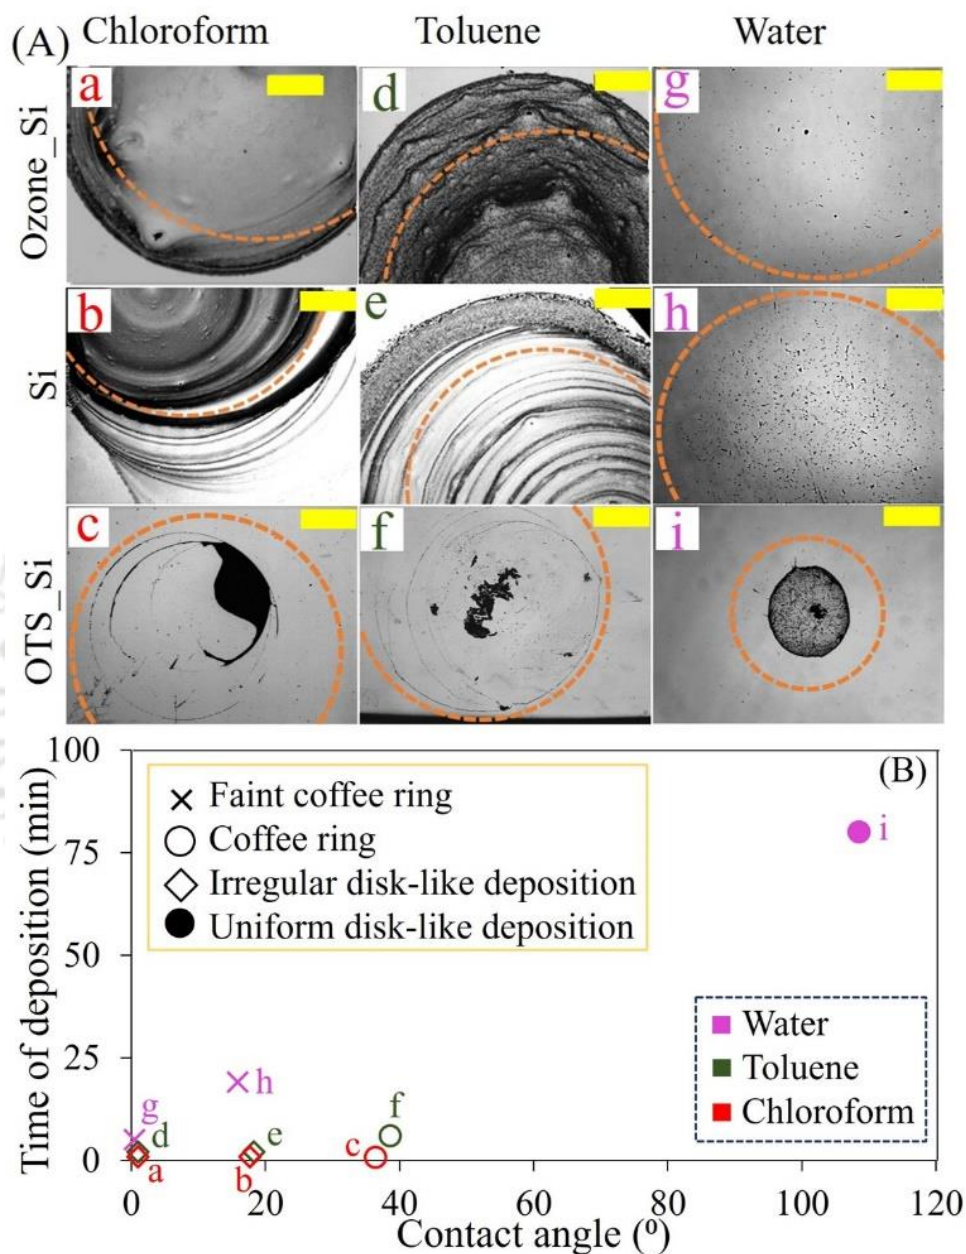 (A) Chloroform Toluene Water
Ozone_Si
a d g
Si
b e h
OTS_Si
c f i
(B)
Time of deposition (min)
100
75
50
25
0
× Faint coffee ring
Coffee ring
Irregular disk-like deposition
Uniform disk-like deposition
i
Water
Toluene
Chloroform
h
g
d
a
e
b
f
c
0 20 40 60 80 100 120
Contact angle (º)